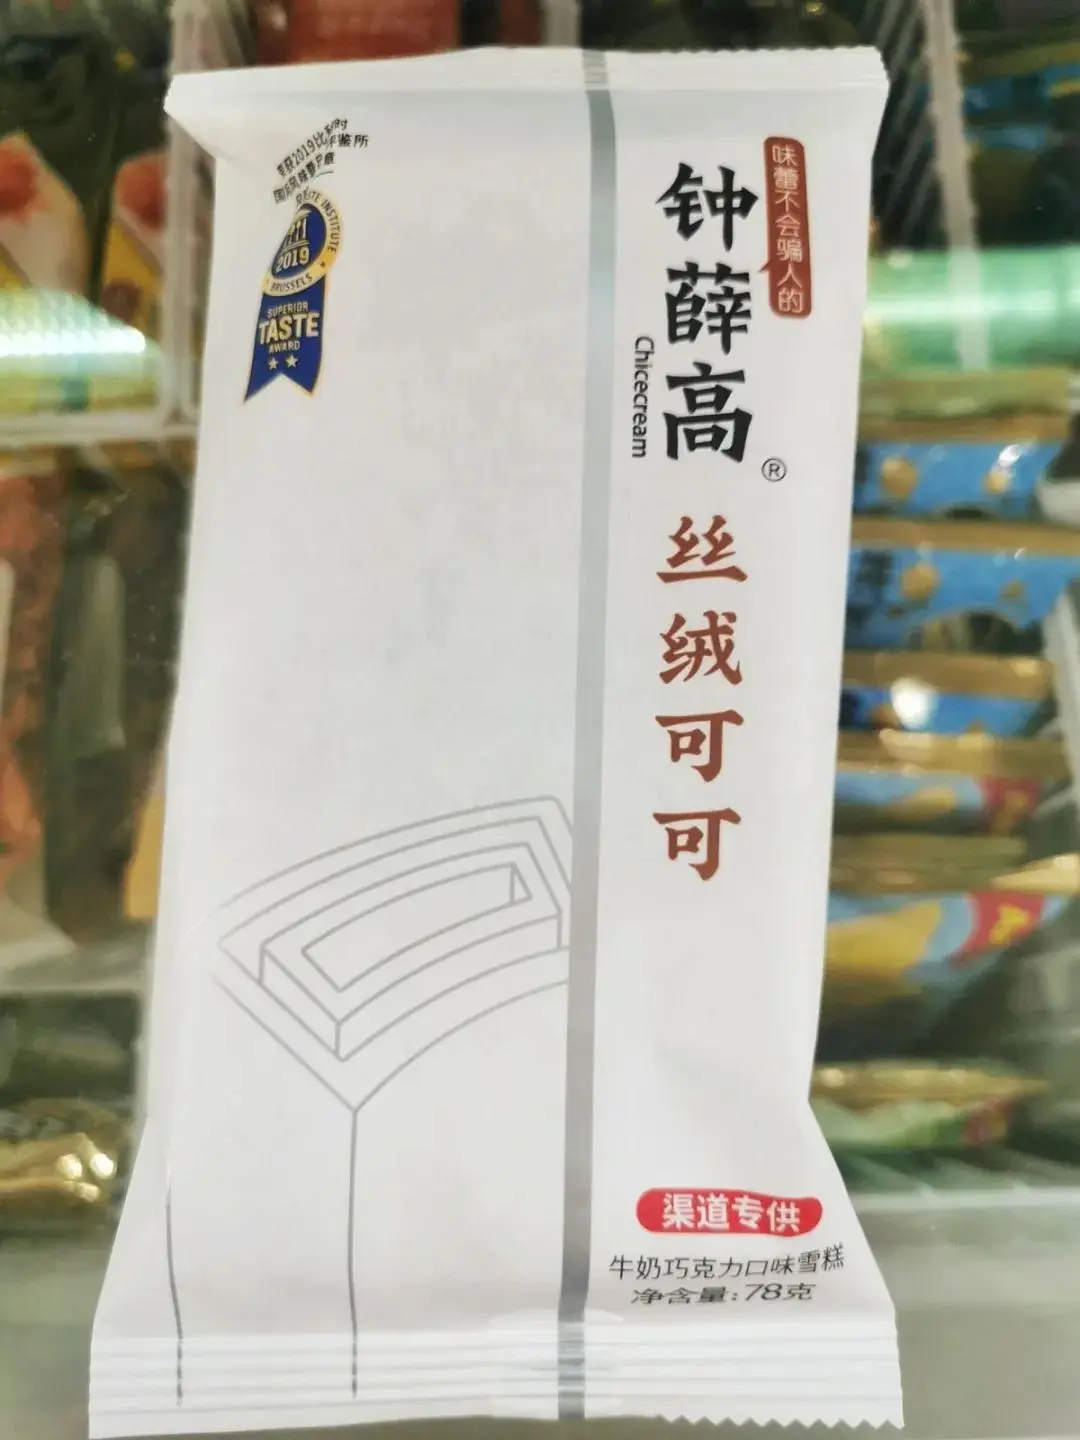 荣获2019比利时
国际风味暨品质评鉴所
INSTITUTE
2019
BRUSSELS
SUPERIOR
TASTE
AWARD
味蕾不会骗人的
钟薛高
®
Chicecream
丝绒可可
渠道专供
牛奶巧克力口味雪糕
净含量:78克